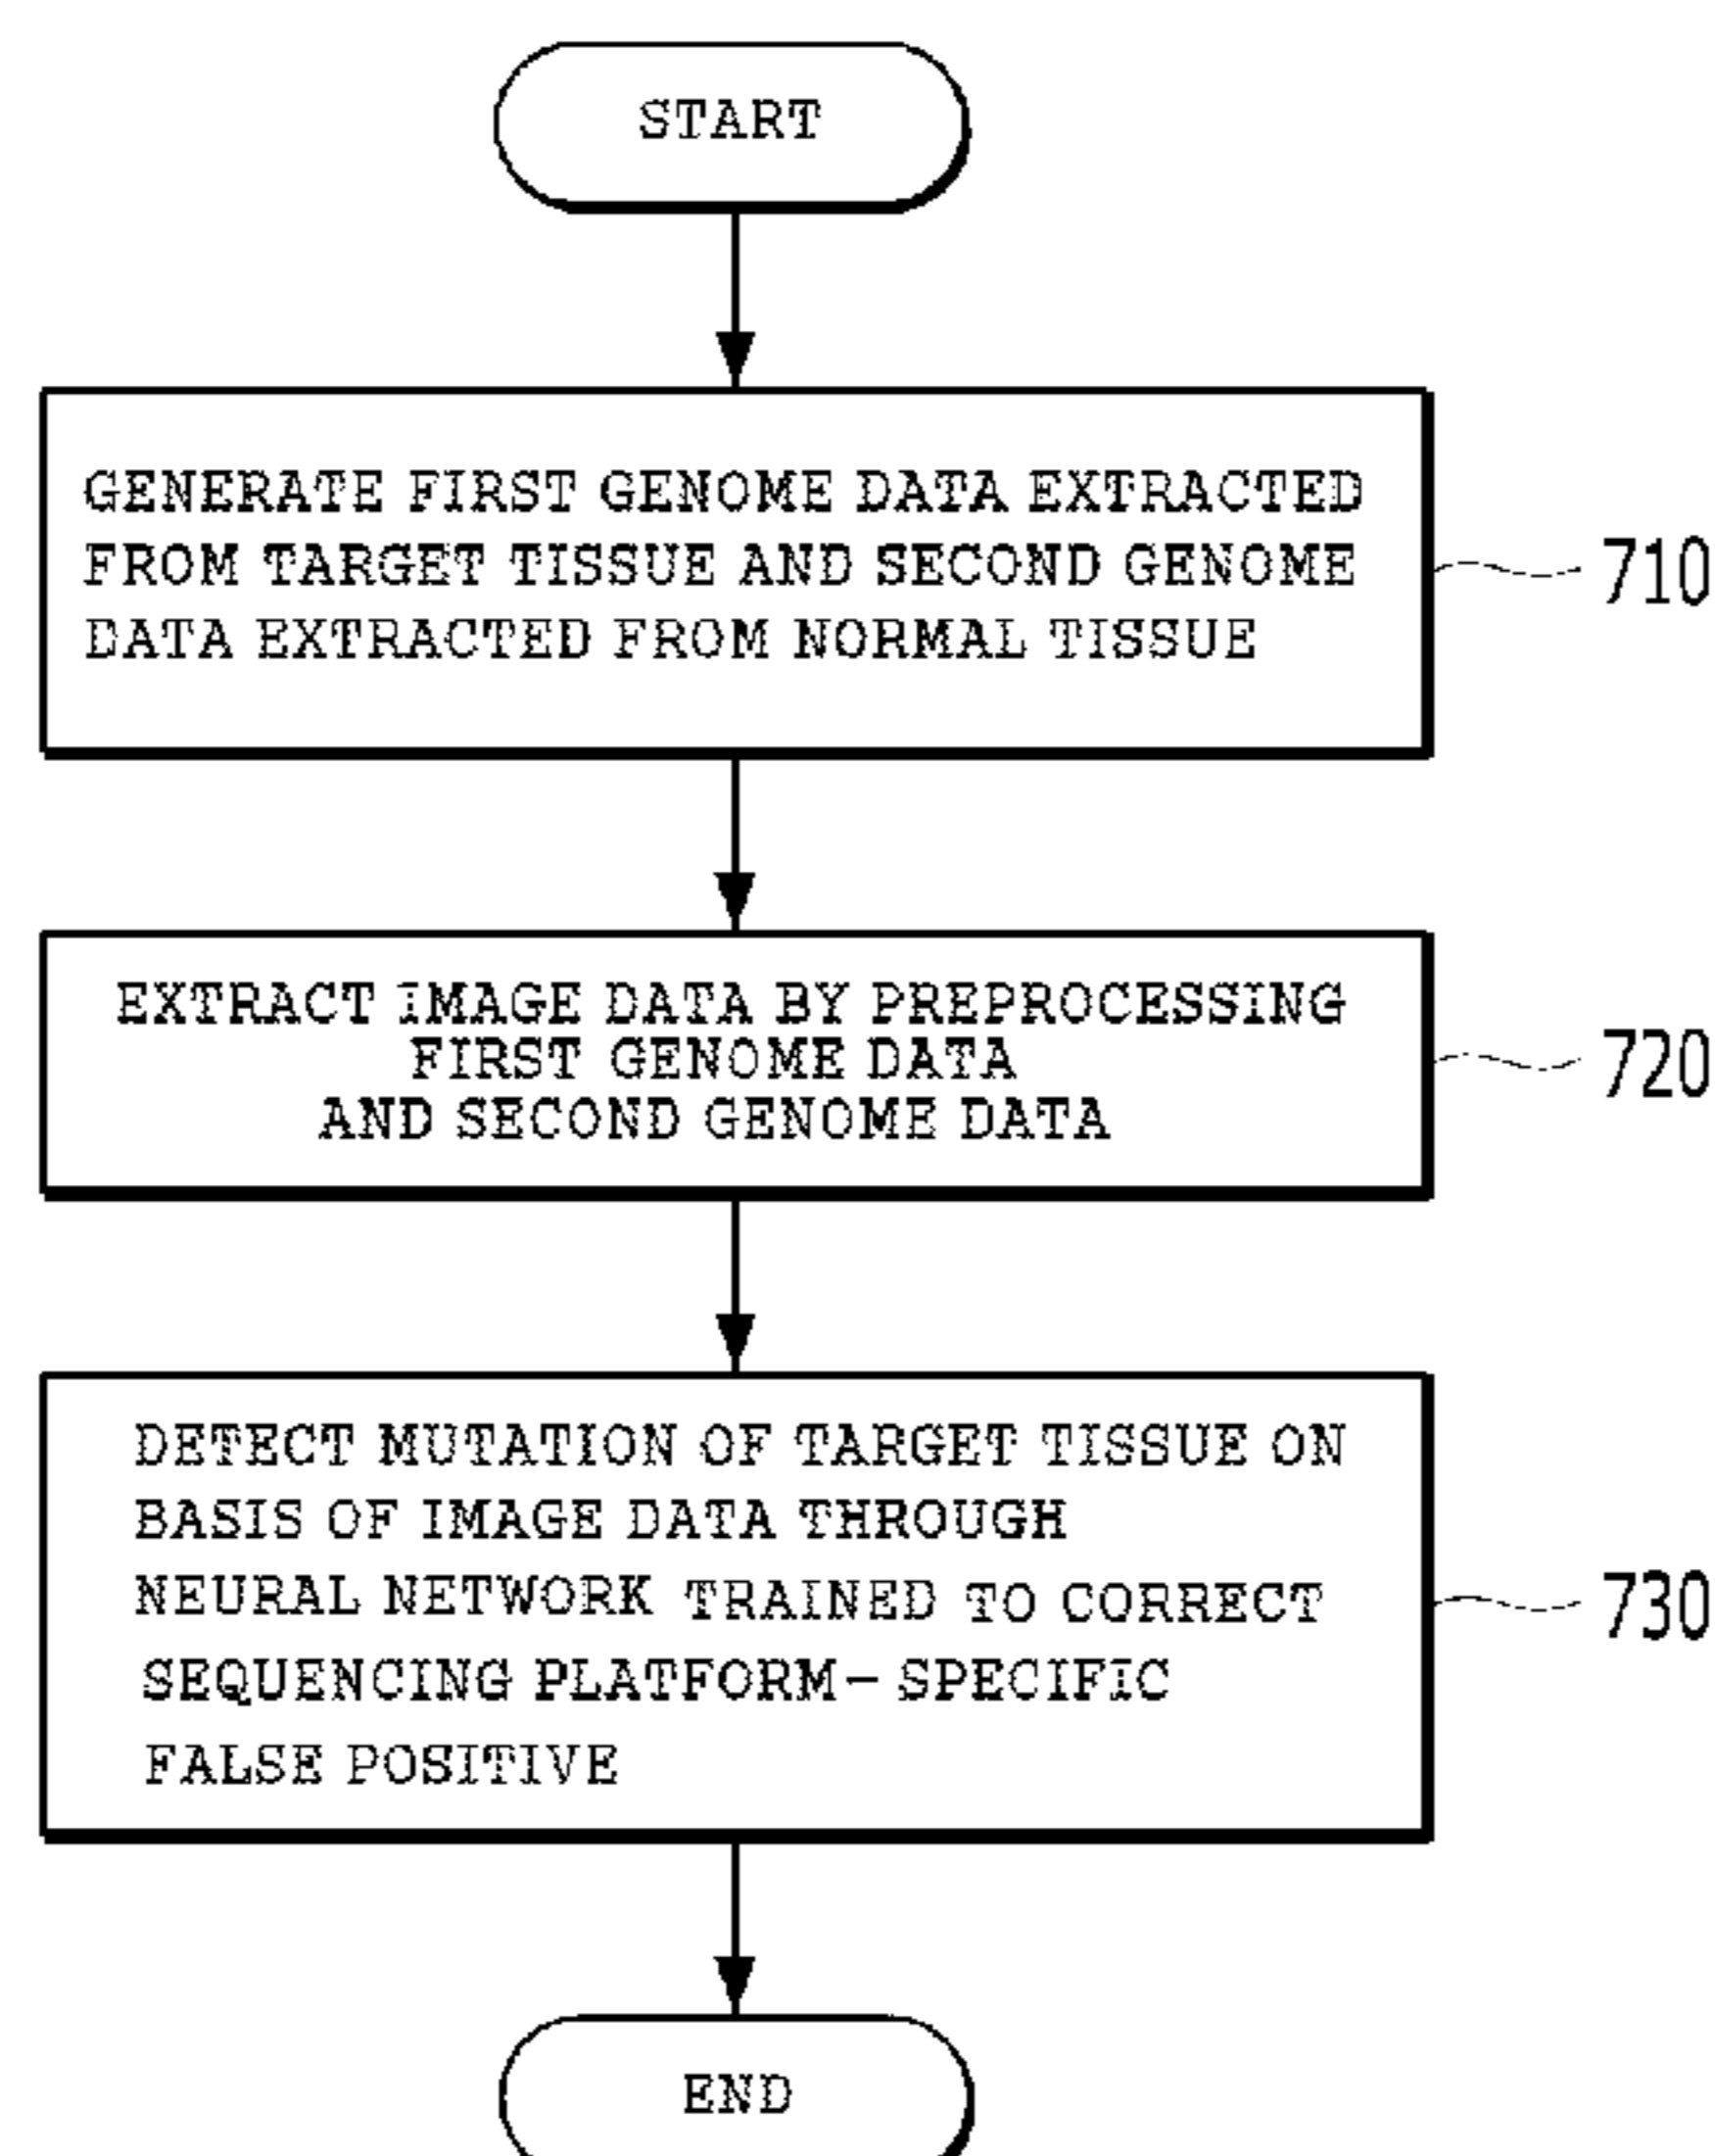 START
GENERATE FIRST GENOME DATA EXTRACTED
FROM TARGET TISSUE AND SECOND GENOME
DATA EXTRACTED FROM NORMAL TISSUE
710
EXTRACT IMAGE DATA BY PREPROCESSING
FIRST GENOME DATA
AND SECOND GENOME DATA
720
DETECT MUTATION OF TARGET TISSUE ON
BASIS OF IMAGE DATA THROUGH
NEURAL NETWORK TRAINED TO CORRECT
SEQUENCING PLATFORM-SPECIFIC
FALSE POSITIVE
730
END